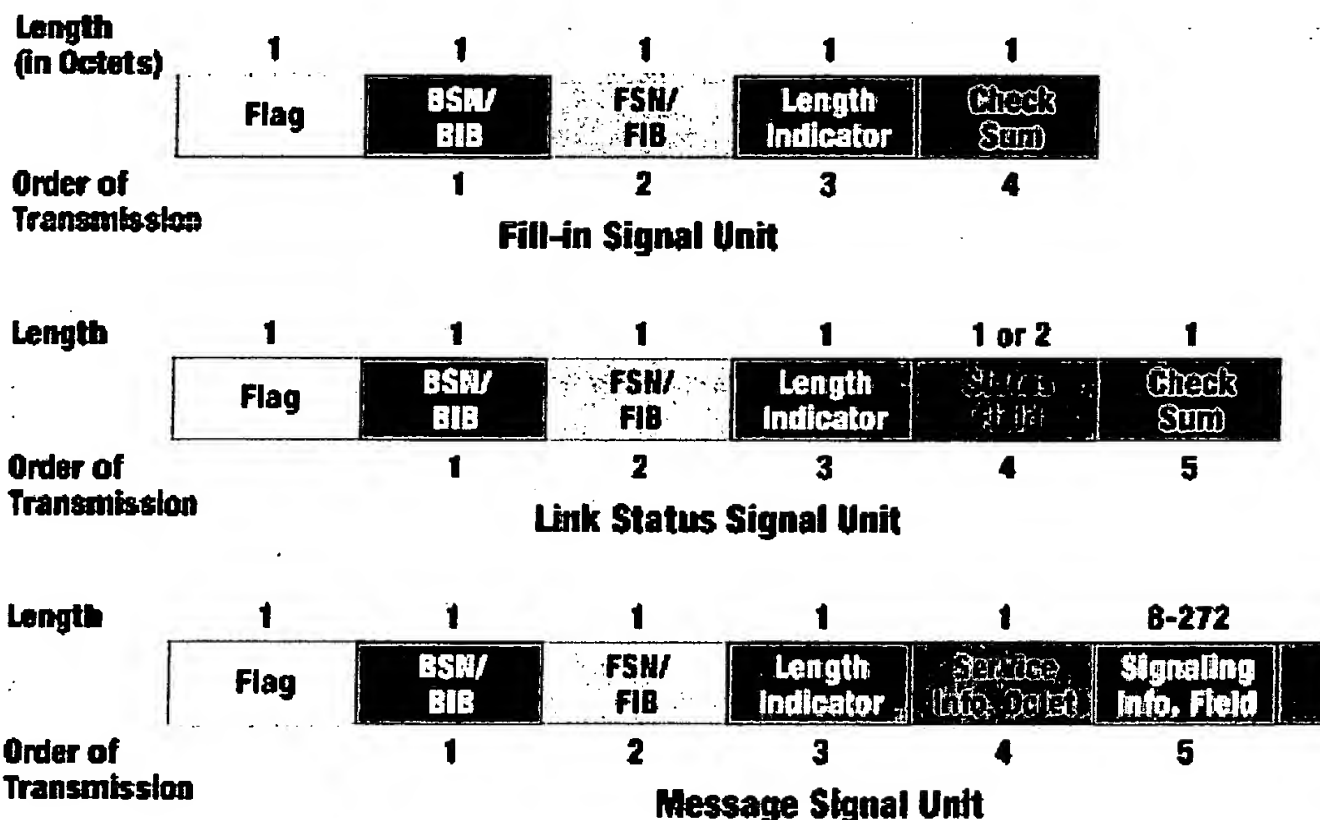 Length
(in Octets)
1 1 1 1 1
Flag
BSN/
BIB
FSN/
FIB
Length
Indicator
Check
Sum
Order of
Transmission
1 2 3 4
Fill-in Signal Unit
Length
1 1 1 1 1 or 2 1
Flag
BSN/
BIB
FSN/
FIB
Length
Indicator
Status
Field
Check
Sum
Order of
Transmission
1 2 3 4 5
Link Status Signal Unit
Length
1 1 1 1 1 8-272
Flag
BSN/
BIB
FSN/
FIB
Length
Indicator
Service
Info. Octet
Signaling
Info. Field
Order of
Transmission
1 2 3 4 5
Message Signal Unit